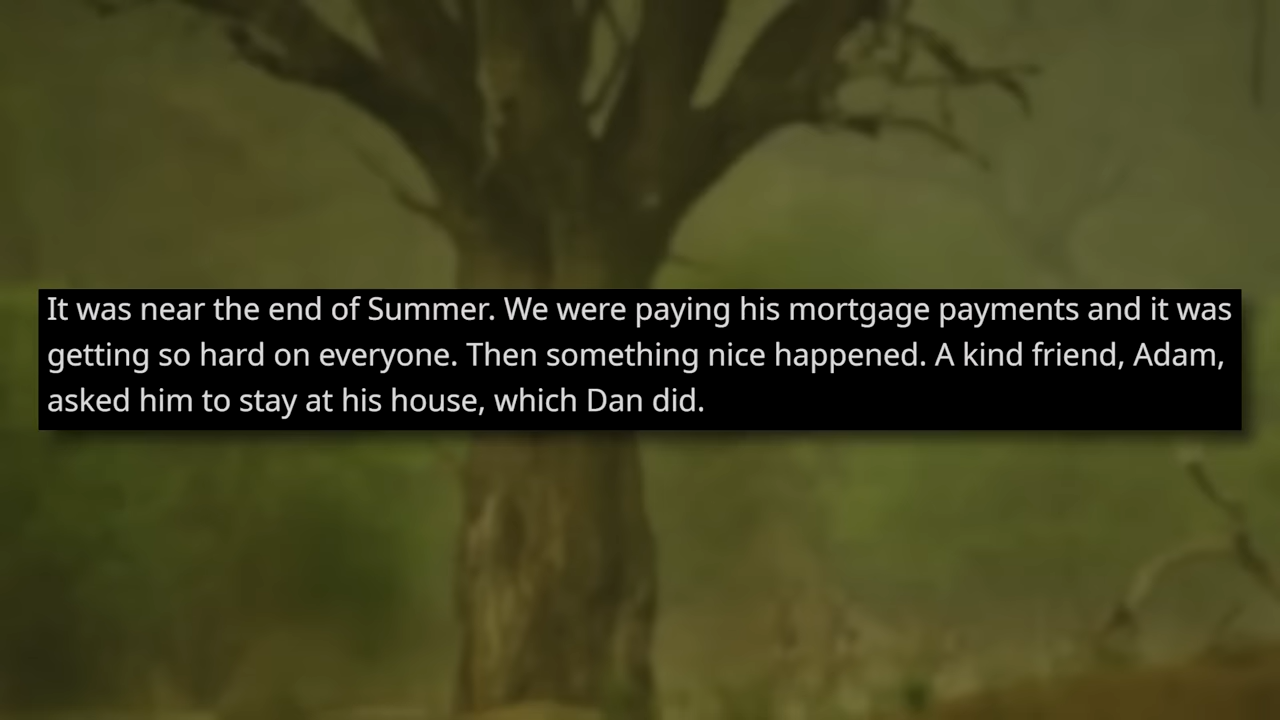 It was near the end of Summer. We were paying his mortgage payments and it was
getting so hard on everyone. Then something nice happened. A kind friend, Adam,
asked him to stay at his house, which Dan did.